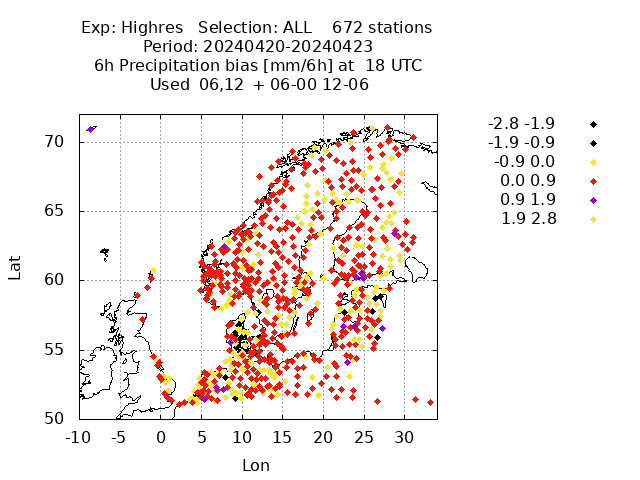 Exp: Highres Selection: ALL 672 stations
Period: 20240420-20240423
6h Precipitation bias [mm/6h] at 18 UTC
Used 06,12 + 06-00 12-06
-2.8 -1.9
-1.9 -0.9
-0.9 0.0
0.0 0.9
0.9 1.9
1.9 2.8
70
65
60
55
50
Lat
-10 -5 0 5 10 15 20 25 30
Lon